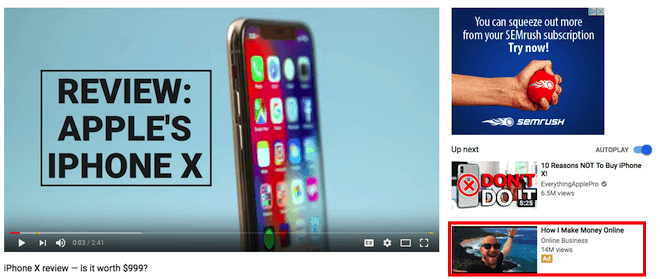 REVIEW:
APPLE'S
IPHONE X
0:03 / 2:41
CC
iPhone X review — is it worth $999?
You can squeeze out more
from your SEMrush subscription
Try now!
SEMRUSH
Up next
AUTOPLAY
DON'T
DO IT
5:25
10 Reasons NOT To Buy iPhone
X!
EverythingApplePro
6.5M views
How I Make Money Online
Online Business
14M views
Ad